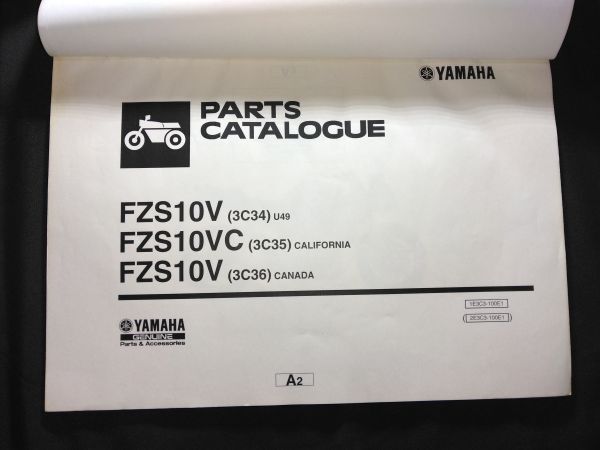 YAMAHA
PARTS
CATALOGUE
FZS10V (3C34) U49
FZS10VC (3C35) CALIFORNIA
FZS10V (3C36) CANADA
1E3C3-100E1
(2E3C3-100E1)
YAMAHA
GENUINE
Parts & Accessories
A2